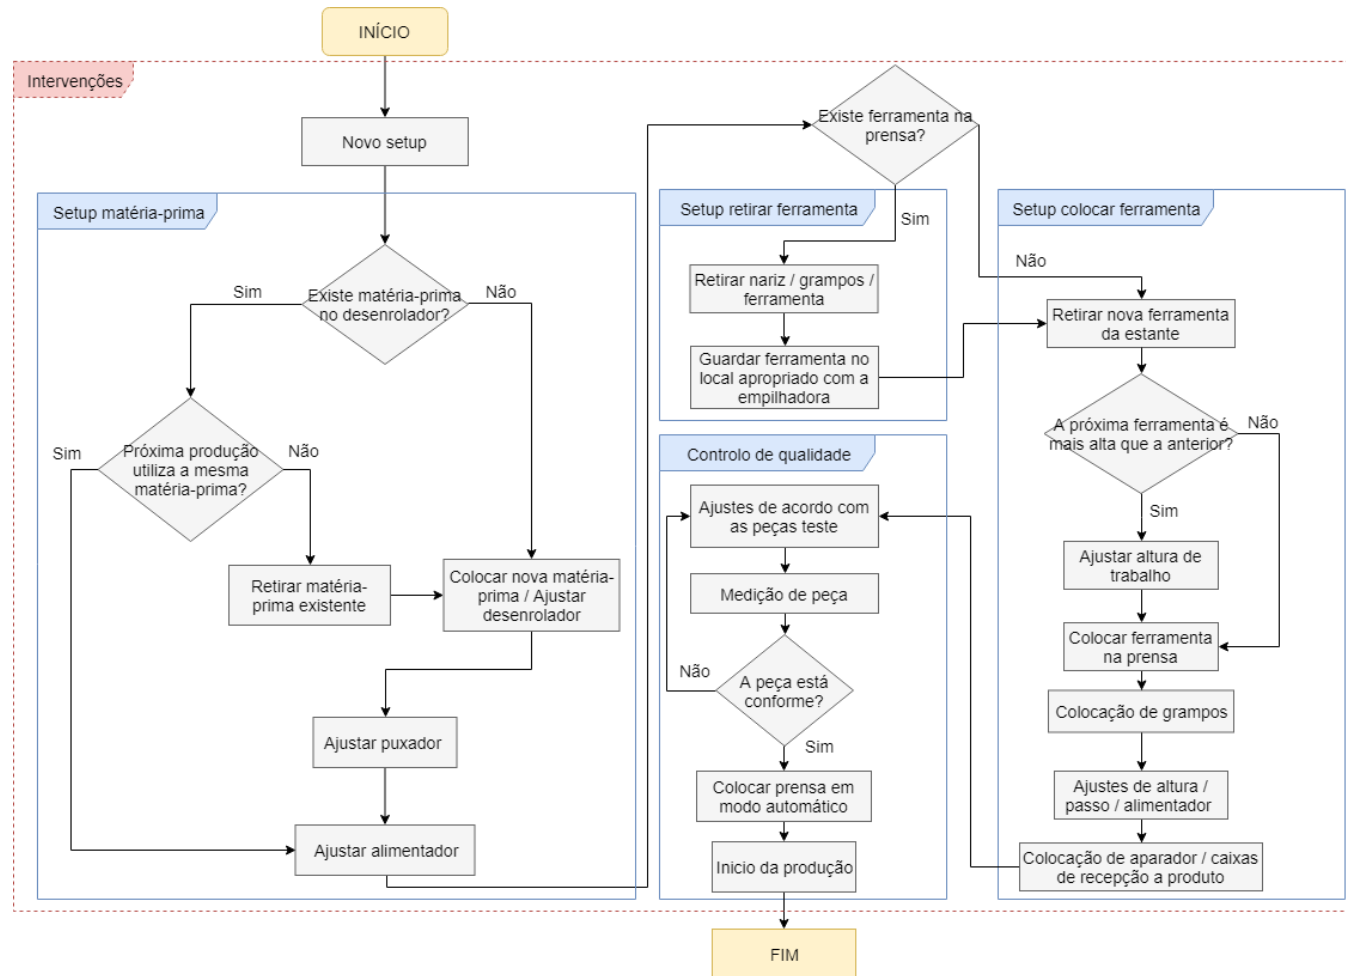 INÍCIO
Intervenções
Novo setup
Setup matéria-prima
Existe matéria-prima
no desenrolador?
Sim
Não
Próxima produção
utiliza a mesma
matéria-prima?
Sim
Não
Retirar matéria-
prima existente
Colocar nova matéria-
prima / Ajustar
desenrolador
Ajustar puxador
Ajustar alimentador
Existe ferramenta na
prensa?
Sim
Não
Setup retirar ferramenta
Retirar nariz / grampos /
ferramenta
Guardar ferramenta no
local apropriado com a
empilhadora
Setup colocar ferramenta
Retirar nova ferramenta
da estante
A próxima ferramenta é
mais alta que a anterior?
Não
Sim
Ajustar altura de
trabalho
Colocar ferramenta
na prensa
Colocação de grampos
Ajustes de altura /
passo / alimentador
Colocação de aparador / caixas
de recepção a produto
Controlo de qualidade
Ajustes de acordo com
as peças teste
Medição de peça
A peça está
conforme?
Não
Sim
Colocar prensa em
modo automático
Inicio da produção
FIM